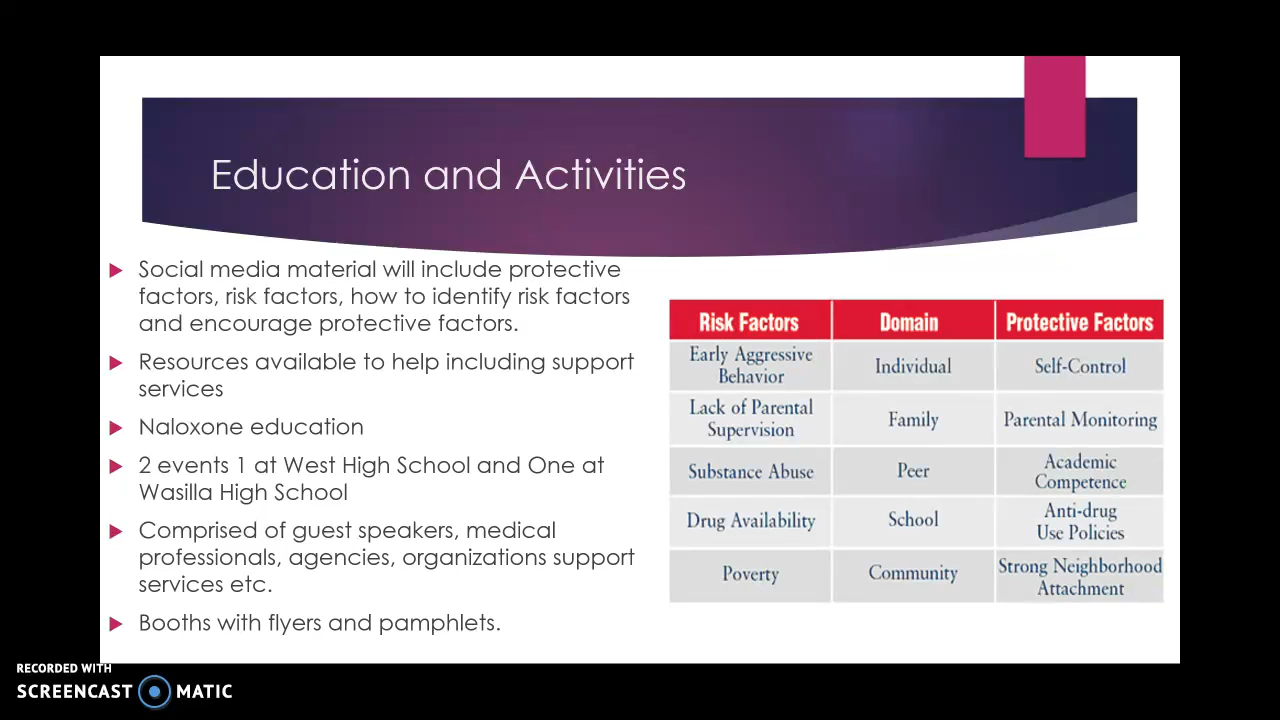 Education and Activities
Social media material will include protective
factors, risk factors, how to identify risk factors
and encourage protective factors.
Resources available to help including support
services
Naloxone education
2 events 1 at West High School and One at
Wasilla High School
Comprised of guest speakers, medical
professionals, agencies, organizations support
services etc.
Booths with flyers and pamphlets.
Risk Factors Domain Protective Factors
Early Aggressive
Behavior
Individual
Self-Control
Lack of Parental
Supervision
Family
Parental Monitoring
Substance Abuse
Peer
Academic
Competence
Drug Availability
School
Anti-drug
Use Policies
Poverty
Community
Strong Neighborhood
Attachment
RECORDED WITH
SCREENCAST MATIC